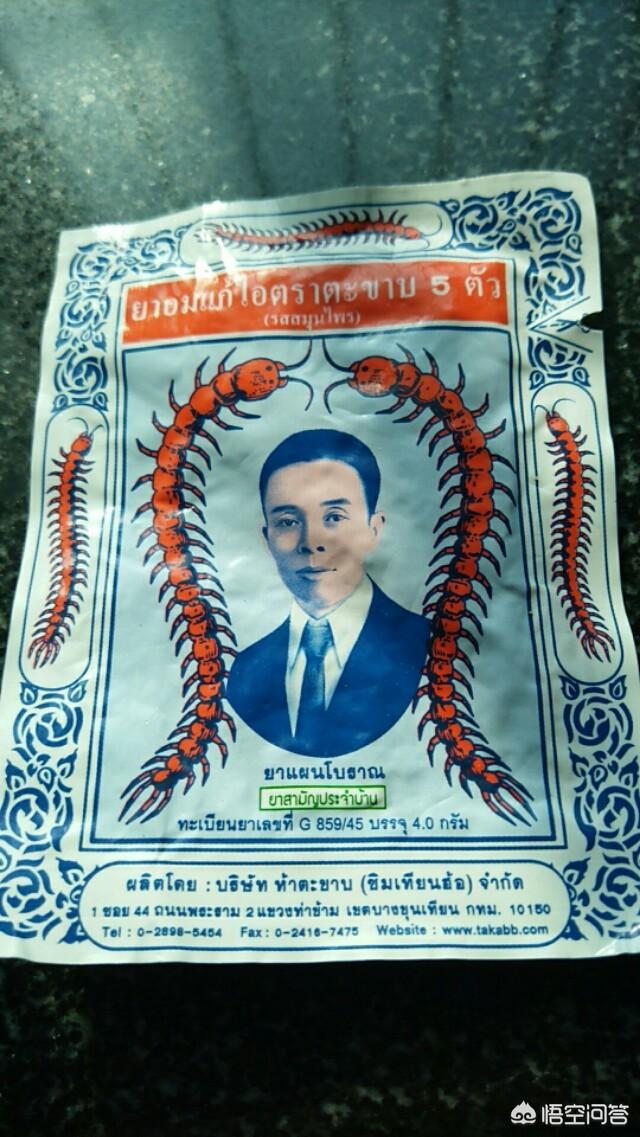 ยาอมแก้ไอตราตะขาบ 5 ตัว
(รสสมุนไพร)
ยาแผนโบราณ
ยาสามัญประจำบ้าน
ทะเบียนยาเลขที่ G 859/45 บรรจุ 4.0 กรัม
ผลิตโดย : บริษัท ห้าตะขาบ (ซิมเทียนฮ้อ) จำกัด
1 ซอย 44 ถนนพระราม 2 แขวงท่าข้าม เขตบางขุนเทียน กทม. 10150
Tel : 0-2898-5454 Fax : 0-2416-7475 Website : www.takabb.com
悟空问答